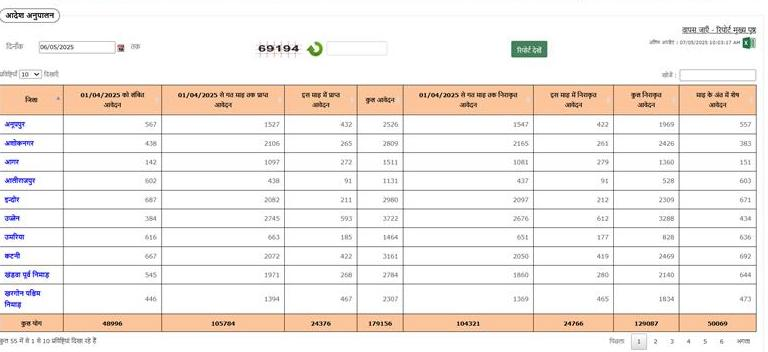 आदेश अनुपालन
वापस जाएँ - रिपोर्ट मुख्य पृष्ठ
दिनाँक 06/05/2025 तक 69194 रिपोर्ट देखें
अंतिम अपडेट : 07/05/2025 10:03:17 AM
प्रविष्टियाँ 10 दिखाएँ खोजें :
जिला 01/04/2025 को लंबित आवेदन 01/04/2025 से गत माह तक प्राप्त आवेदन इस माह में प्राप्त आवेदन कुल आवेदन 01/04/2025 से गत माह तक निराकृत आवेदन इस माह में निराकृत आवेदन कुल निराकृत आवेदन माह के अंत में शेष आवेदन
अनूपपुर 567 1527 432 2526 1547 422 1969 557
अशोकनगर 438 2106 265 2809 2165 261 2426 383
आगर 142 1097 272 1511 1081 279 1360 151
आलीराजपुर 602 438 91 1131 437 91 528 603
इन्दौर 687 2082 211 2980 2097 212 2309 671
उज्जैन 384 2745 593 3722 2676 612 3288 434
उमरिया 616 663 185 1464 651 177 828 636
कटनी 667 2072 422 3161 2050 419 2469 692
खंडवा पूर्व निमाड़ 545 1971 268 2784 1860 280 2140 644
खरगोन पश्चिम निमाड़ 446 1394 467 2307 1369 465 1834 473
कुल योग 48996 105784 24376 179156 104321 24766 129087 50069
कुल 55 में से 1 से 10 प्रविष्टियां दिखा रहे हैं पिछला 1 2 3 4 5 6 अगला